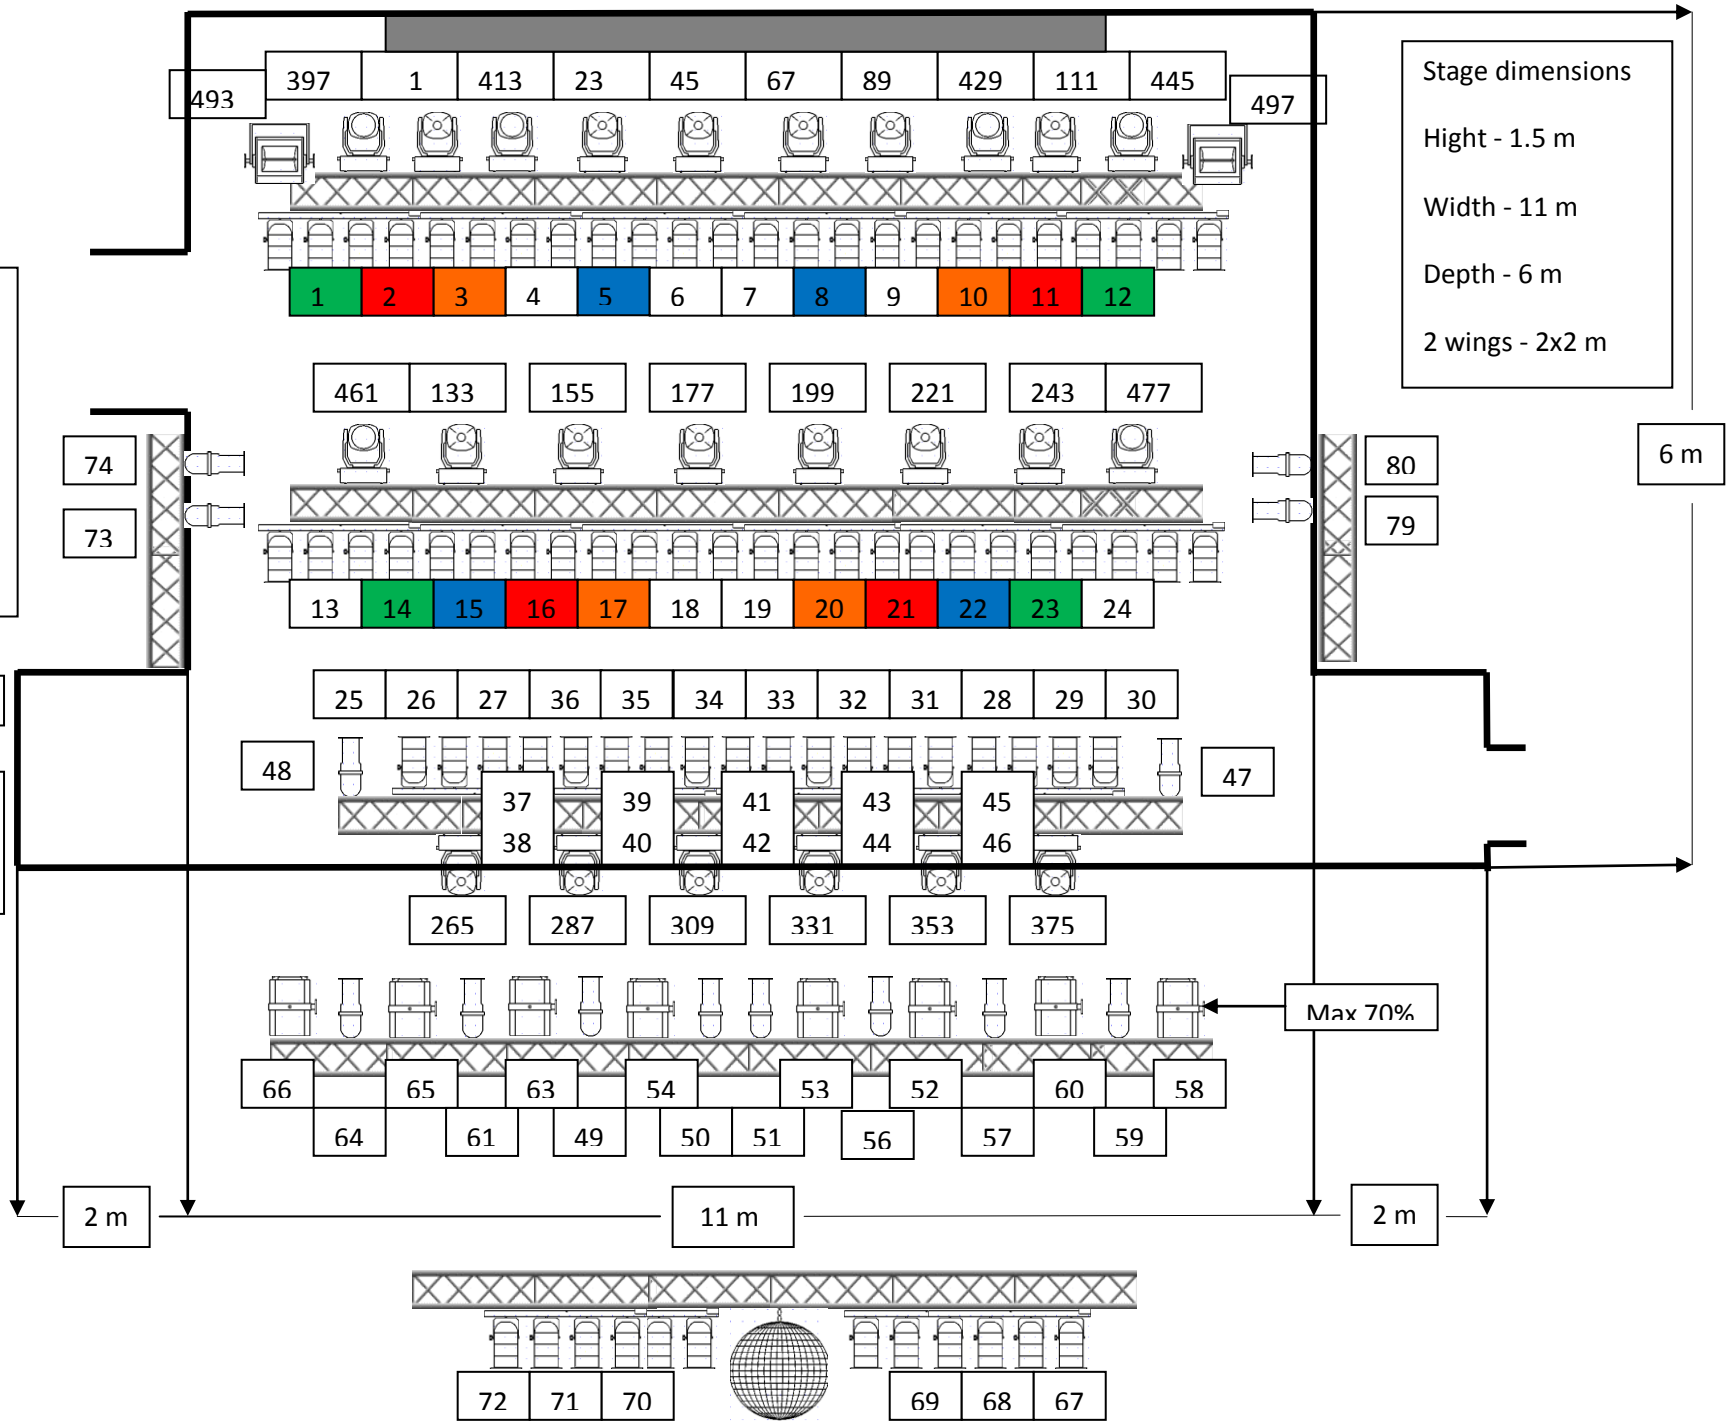 397 1 413 23 45 67 89 429 111 445
493 497
Stage dimensions
Hight - 1.5 m
Width - 11 m
Depth - 6 m
2 wings - 2x2 m
1 2 3 4 5 6 7 8 9 10 11 12
461 133 155 177 199 221 243 477
74 80
6 m
73 79
13 14 15 16 17 18 19 20 21 22 23 24
25 26 27 36 35 34 33 32 31 28 29 30
48 47
37 39 41 43 45
38 40 42 44 46
265 287 309 331 353 375
Max 70%
66 65 63 54 53 52 60 58
64 61 49 50 51 56 57 59
2 m 11 m 2 m
72 71 70 69 68 67